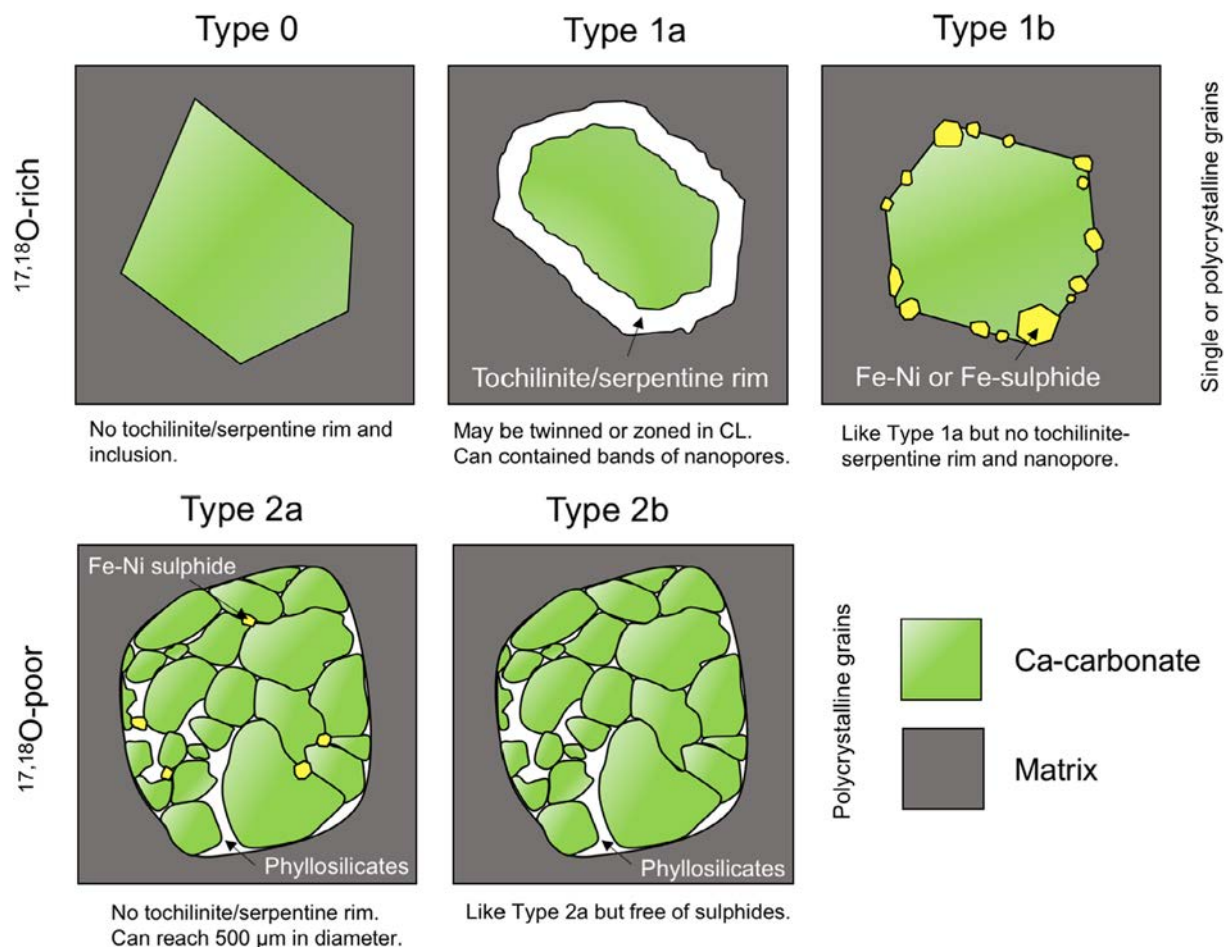 Type 0
Type 1a
Type 1b
17,18O-rich
Tochilinite/serpentine rim
Fe-Ni or Fe-sulphide
Single or polycrystalline grains
No tochilinite/serpentine rim and
inclusion.
May be twinned or zoned in CL.
Can contained bands of nanopores.
Like Type 1a but no tochilinite-
serpentine rim and nanopore.
Type 2a
Type 2b
17,18O-poor
Fe-Ni sulphide
Phyllosilicates
Phyllosilicates
Polycrystalline grains
Ca-carbonate
Matrix
No tochilinite/serpentine rim.
Can reach 500 µm in diameter.
Like Type 2a but free of sulphides.